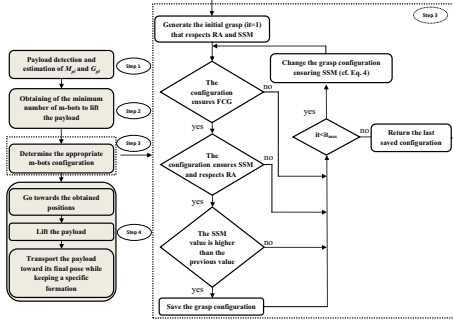 Payload detection and
estimation of Mpl and Gpl
Step 1
Obtaining of the minimum
number of m-bots to lift
the payload
Step 2
Step 3
Determine the appropriate
m-bots configuration
Go towards the obtained
positions
Lift the payload
Step 4
Transport the payload
toward its final pose while
keeping a specific
formation
Step 3
Generate the initial grasp (it=1)
that respects RA and SSM
Change the grasp configuration
ensuring SSM (cf. Eq. 4)
The
configuration
ensures FCG
no
yes
yes
it<itmax
no
Return the last
saved configuration
The
configuration ensures SSM
and respects RA
no
yes
The SSM
value is higher
than the
previous value
no
yes
Save the grasp configuration